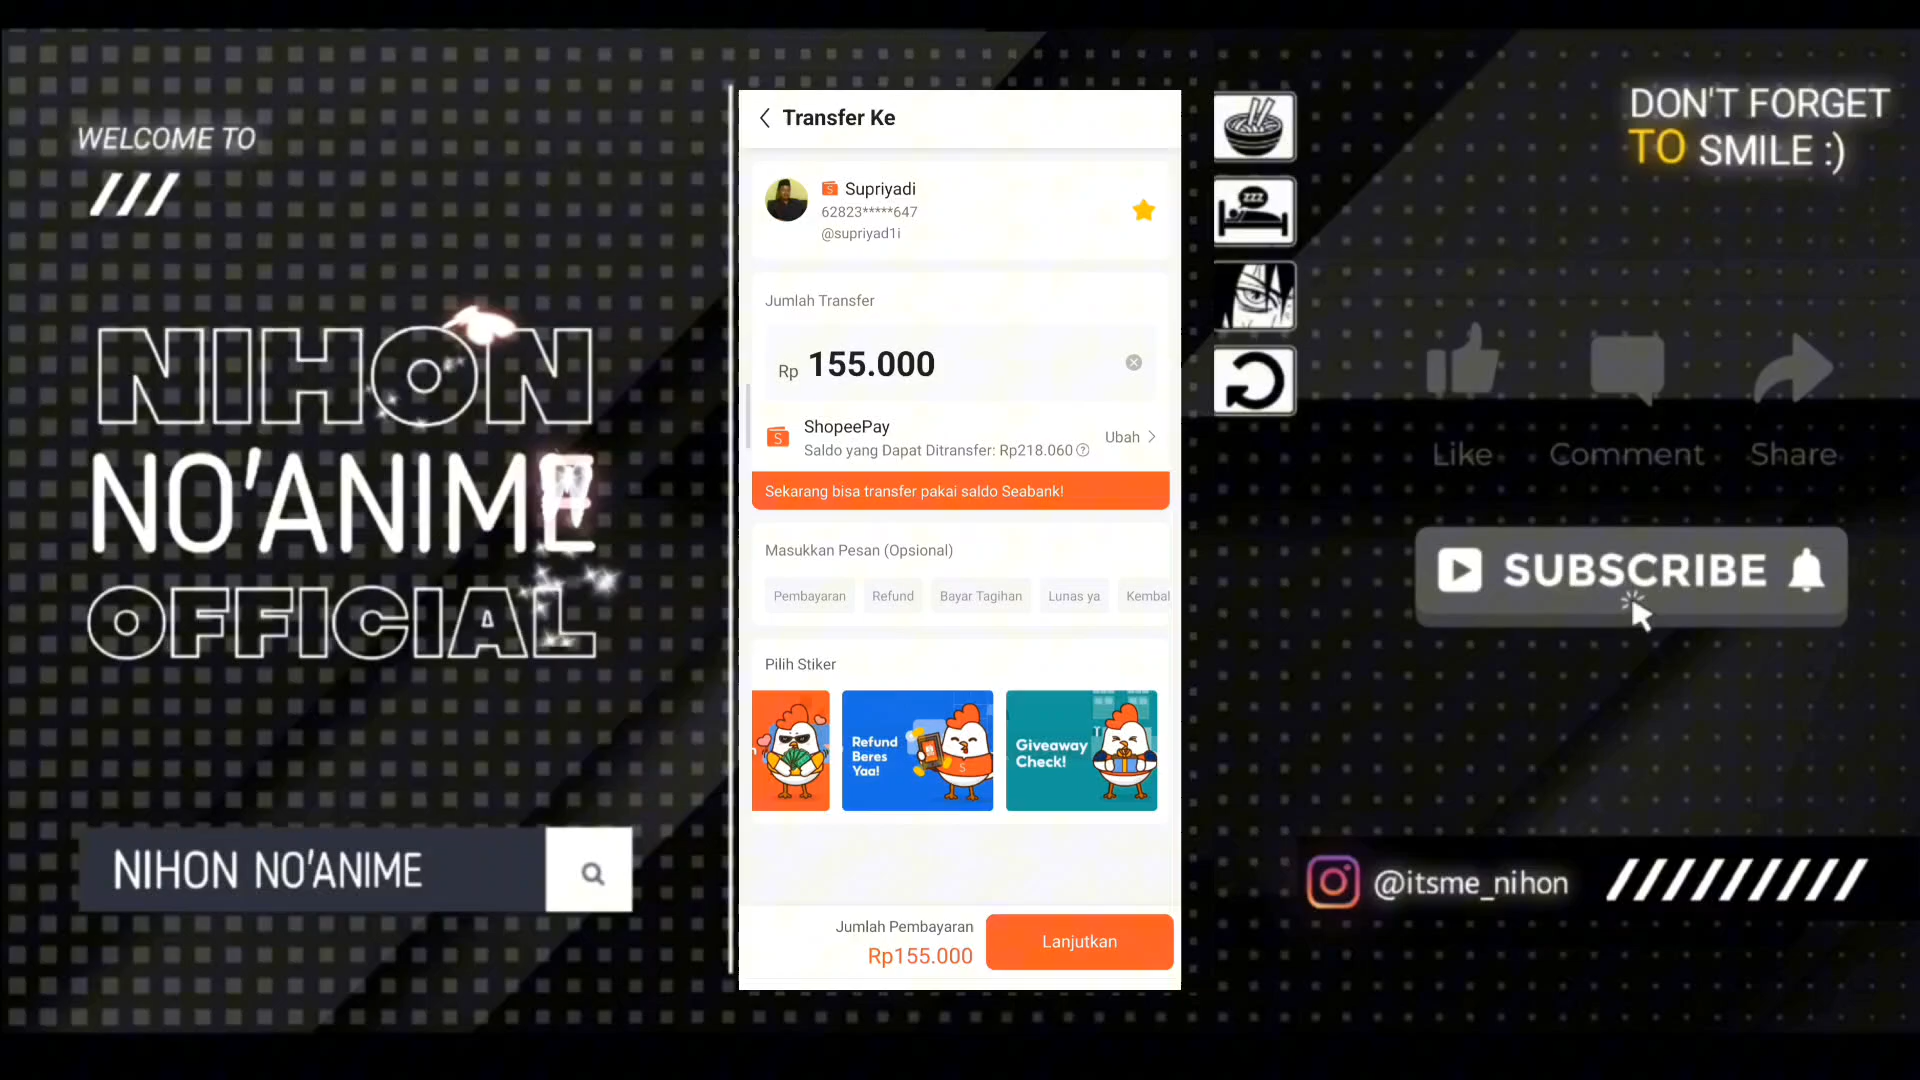 WELCOME TO
NIHON
NO'ANIME
OFFICIAL
NIHON NO'ANIME
Transfer Ke
Supriyadi
62823*****647
@supriyad1i
Jumlah Transfer
Rp 155.000
ShopeePay
Saldo yang Dapat Ditransfer: Rp218.060
Ubah
Sekarang bisa transfer pakai saldo Seabank!
Masukkan Pesan (Opsional)
Pembayaran Refund Bayar Tagihan Lunas ya Kembal
Pilih Stiker
Refund
Beres
Yaa!
Giveaway
Check!
Jumlah Pembayaran
Rp155.000
Lanjutkan
zzz
DON'T FORGET
TO SMILE :)
Like Comment Share
SUBSCRIBE
@itsme_nihon